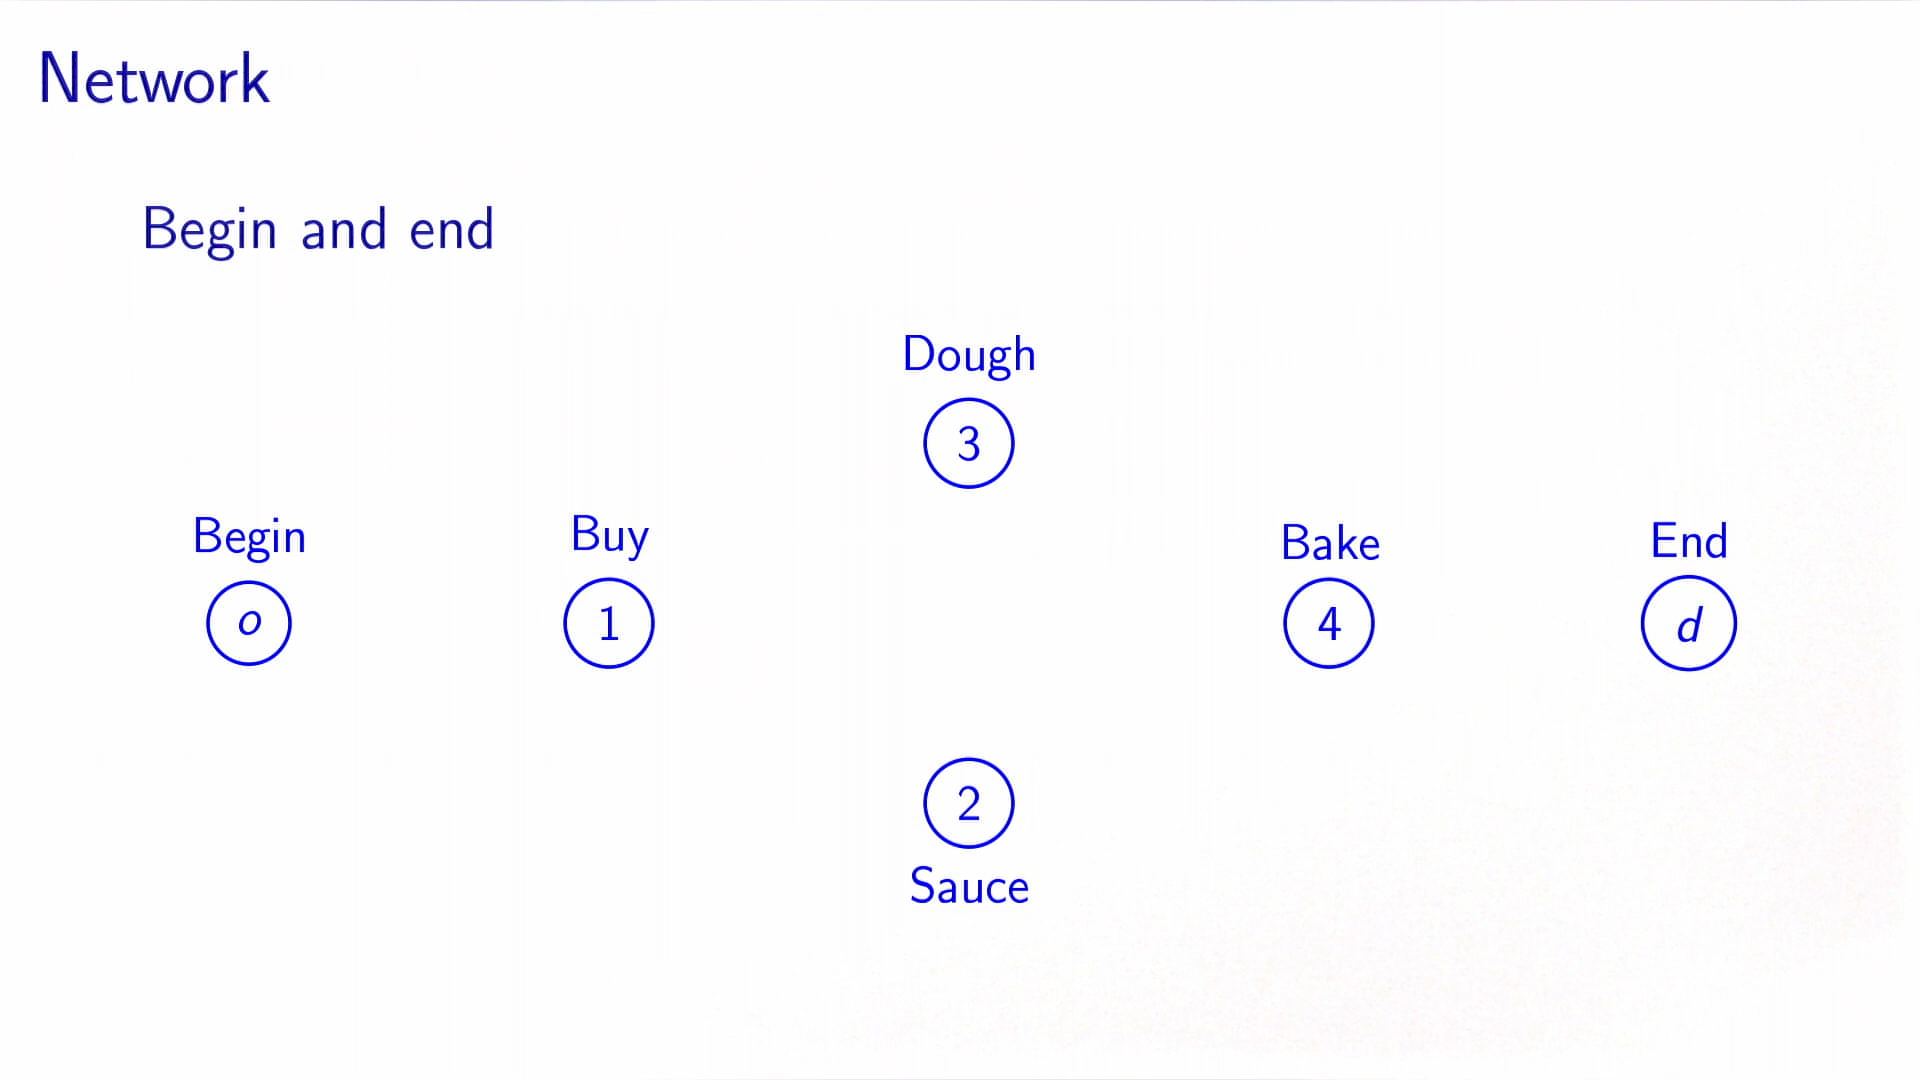 Network
Begin and end
Dough
3
Begin
Buy
Bake
End
o
1
4
d
2
Sauce